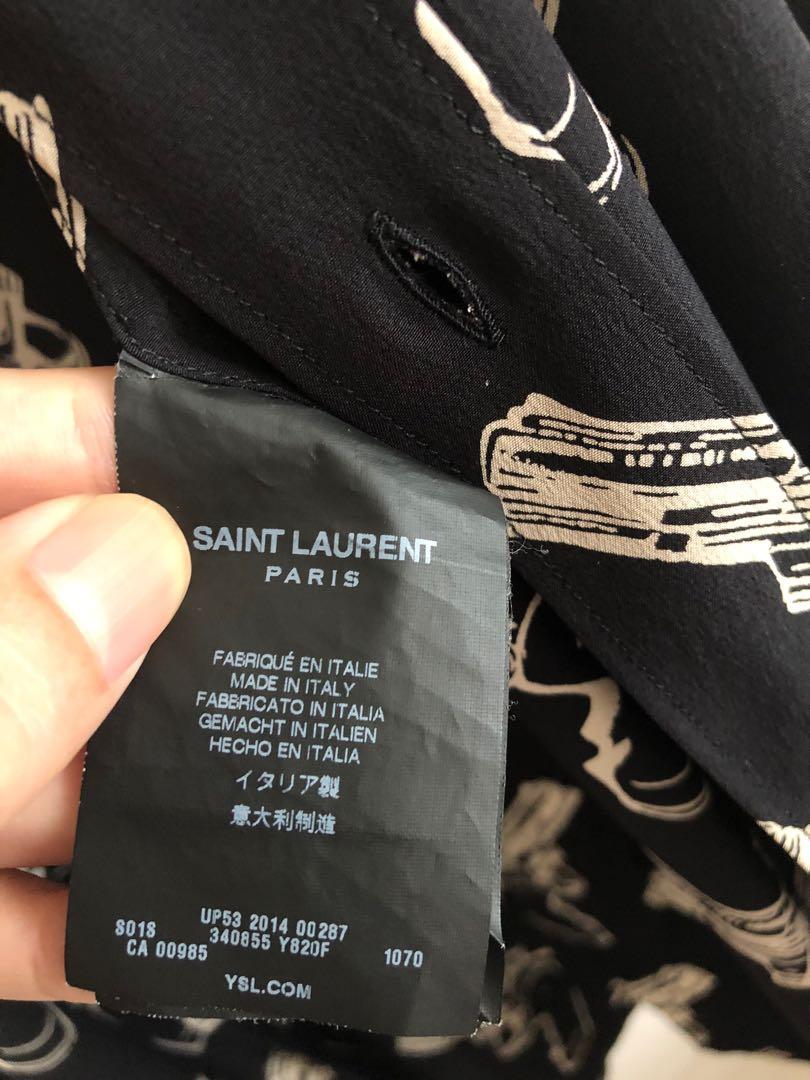 SAINT LAURENT
PARIS
FABRIQUÉ EN ITALIE
MADE IN ITALY
FABBRICATO IN ITALIA
GEMACHT IN ITALIEN
HECHO EN ITALIA
イタリア製
意大利制造
UP53 2014 00287
S018 340855 Y820F 1070
CA 00985
YSL.COM